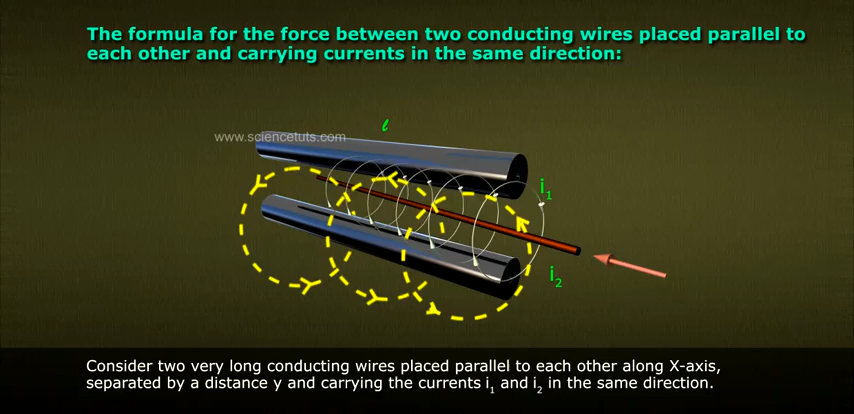 The formula for the force between two conducting wires placed parallel to
each other and carrying currents in the same direction:
www.sciencetuts.com
ℓ
i₁
i₂
Consider two very long conducting wires placed parallel to each other along X-axis,
separated by a distance y and carrying the currents i₁ and i₂ in the same direction.